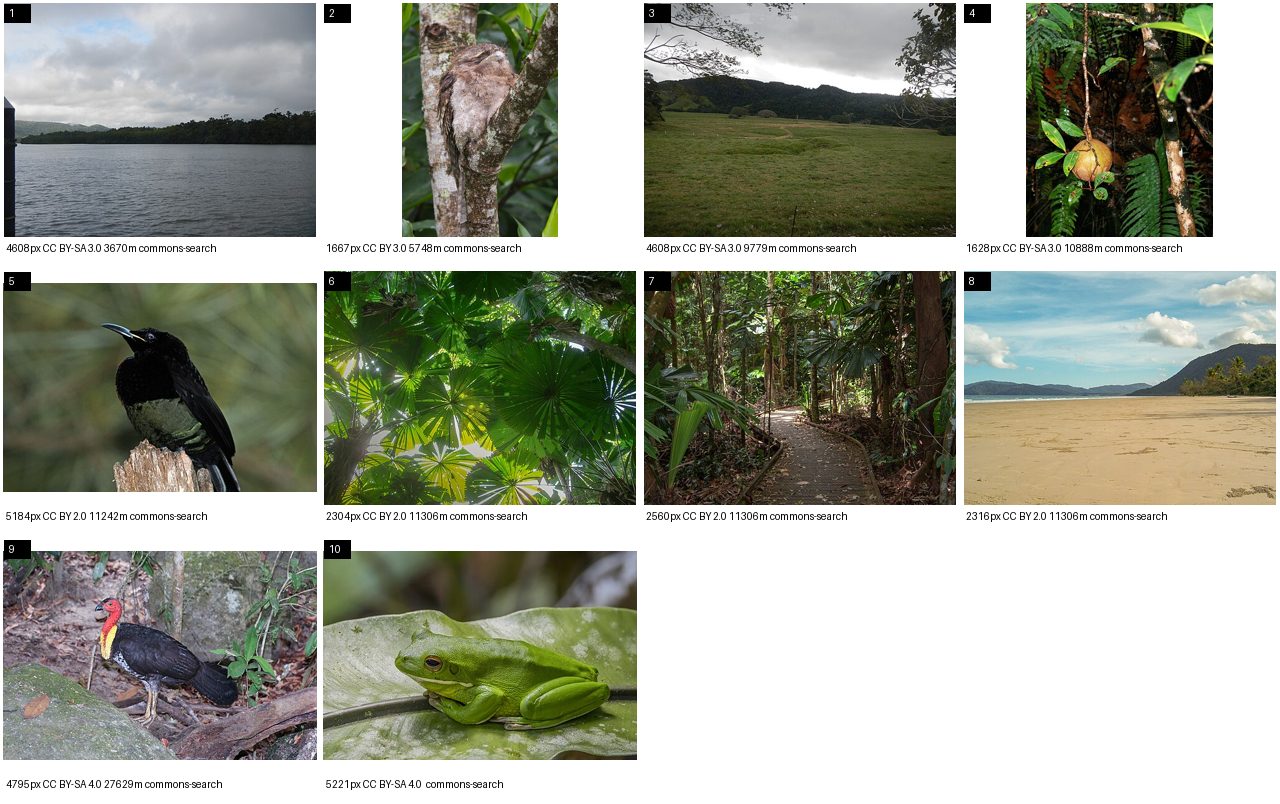 1
2
3
4
4608px CC BY-SA 3.0 3670m commons-search
1667px CC BY 3.0 5748m commons-search
4608px CC BY-SA 3.0 9779m commons-search
1628px CC BY-SA 3.0 10888m commons-search
5
6
7
8
5184px CC BY 2.0 11242m commons-search
2304px CC BY 2.0 11306m commons-search
2560px CC BY 2.0 11306m commons-search
2316px CC BY 2.0 11306m commons-search
9
10
4795px CC BY-SA 4.0 27629m commons-search
5221px CC BY-SA 4.0 commons-search